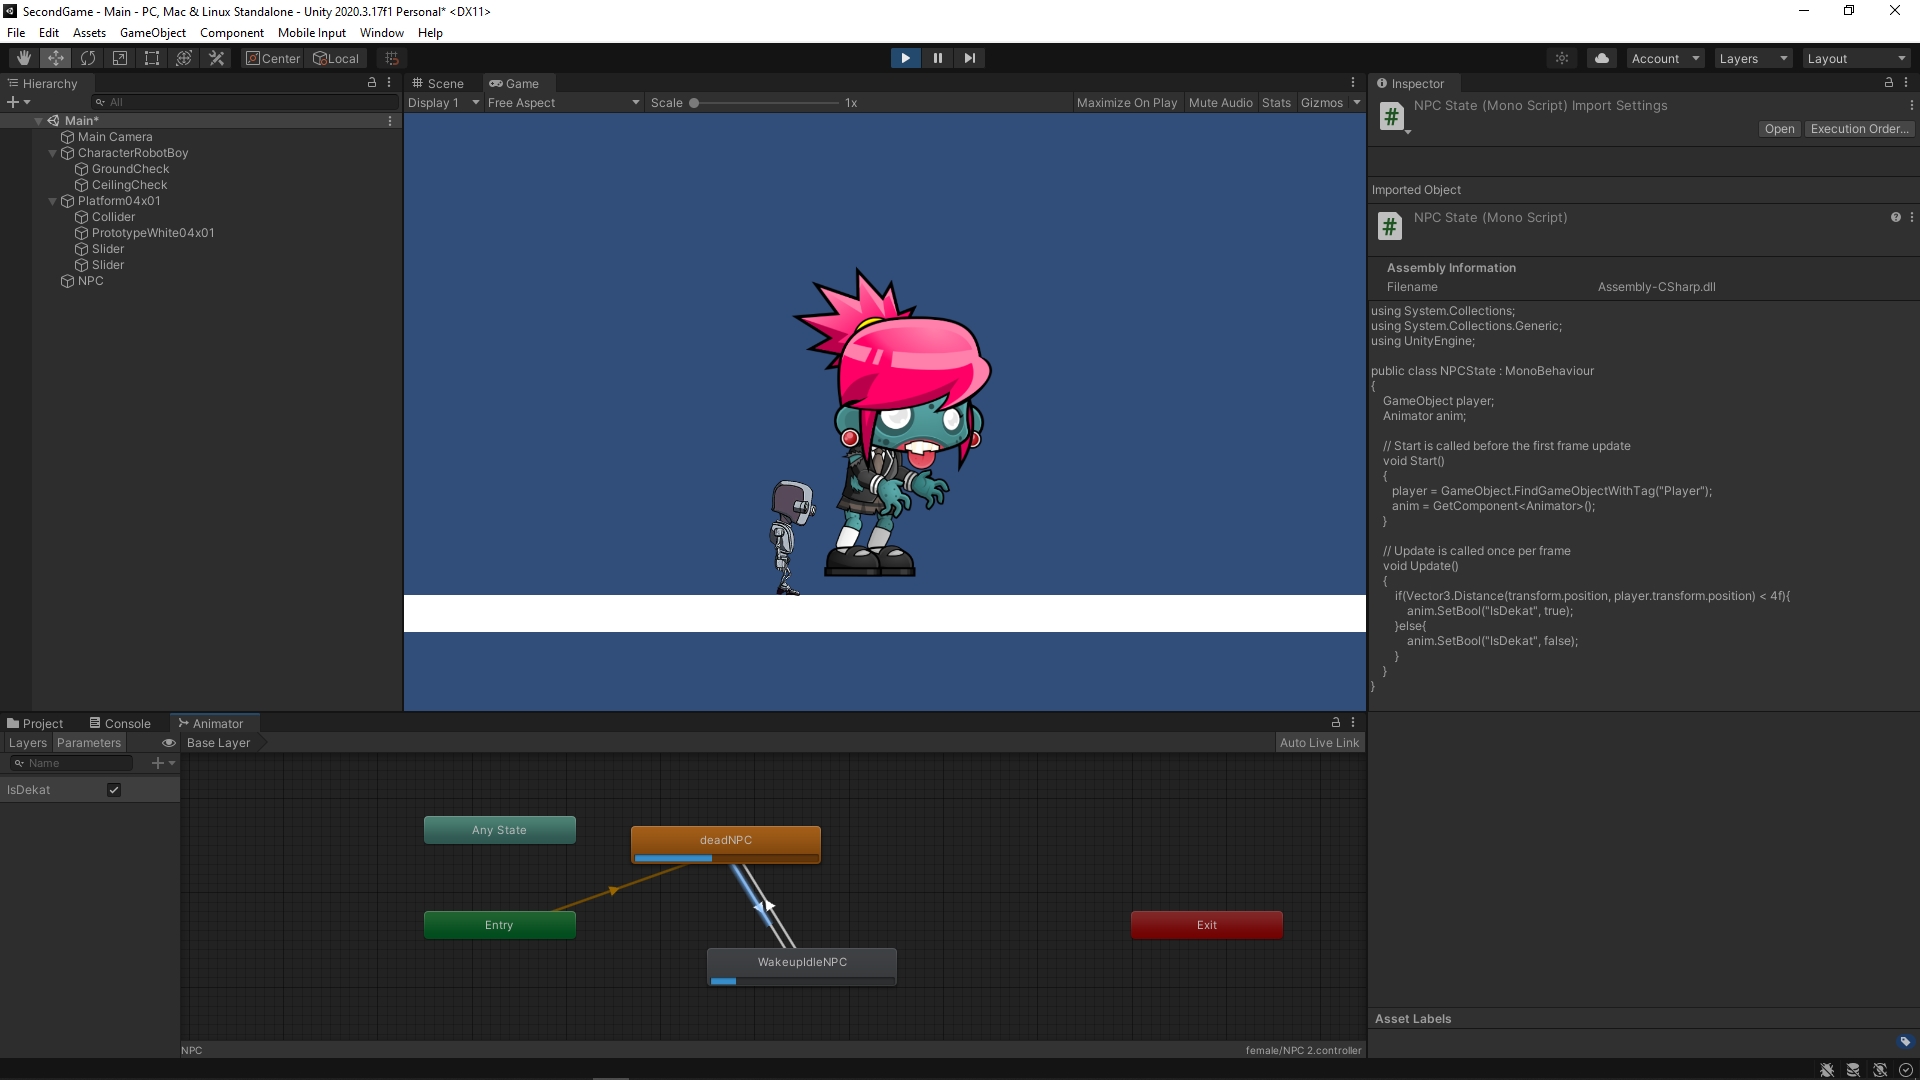 SecondGame - Main - PC, Mac & Linux Standalone - Unity 2020.3.17f1 Personal* <DX11>
File Edit Assets GameObject Component Mobile Input Window Help
Center Local Account Layers Layout
Hierarchy
All
Main*
Main Camera
CharacterRobotBoy
GroundCheck
CeilingCheck
Platform04x01
Collider
PrototypeWhite04x01
Slider
Slider
NPC
Scene Game
Display 1 Free Aspect Scale 1x Maximize On Play Mute Audio Stats Gizmos
Inspector
NPC State (Mono Script) Import Settings
Open Execution Order...
Imported Object
NPC State (Mono Script)
Assembly Information
Filename Assembly-CSharp.dll
using System.Collections;
using System.Collections.Generic;
using UnityEngine;
public class NPCState : MonoBehaviour
{
GameObject player;
Animator anim;
// Start is called before the first frame update
void Start()
{
player = GameObject.FindGameObjectWithTag("Player");
anim = GetComponent<Animator>();
}
// Update is called once per frame
void Update()
{
if(Vector3.Distance(transform.position, player.transform.position) < 4f){
anim.SetBool("IsDekat", true);
}else{
anim.SetBool("IsDekat", false);
}
}
}
Asset Labels
Project Console Animator
Layers Parameters Base Layer Auto Live Link
Name
IsDekat
Any State
deadNPC
Entry
Exit
WakeupIdleNPC
NPC female/NPC 2.controller